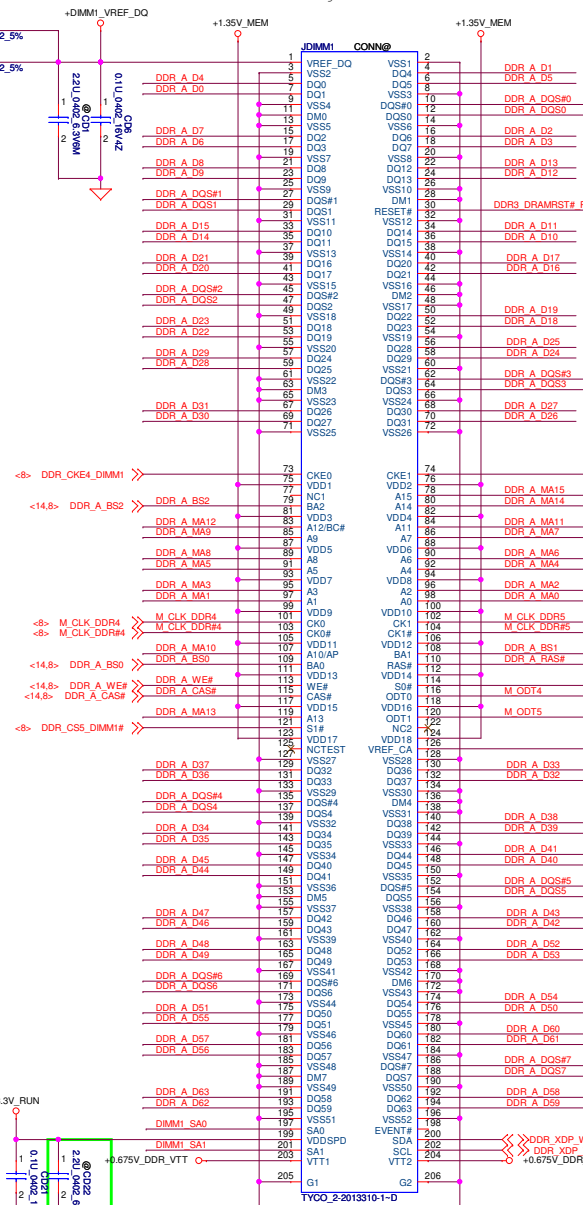 +DIMM1_VREF_DQ
+1.35V_MEM
+1.35V_MEM
2_5%
2_5%
JDIMM1 CONN@
2.2U_0402_6.3V6M
@CD1
0.1U_0402_16V4Z
CD6
1 2
1 2
1 VREF_DQ VSS1 2
3 VSS2 DQ4 4 DDR_A_D1
DDR_A_D4 5 DQ0 DQ5 6 DDR_A_D5
DDR_A_D0 7 DQ1 VSS3 8
9 VSS4 DQS#0 10 DDR_A_DQS#0
11 DM0 DQS0 12 DDR_A_DQS0
13 VSS5 VSS6 14
DDR_A_D7 15 DQ2 DQ6 16 DDR_A_D2
DDR_A_D6 17 DQ3 DQ7 18 DDR_A_D3
19 VSS7 VSS8 20
DDR_A_D8 21 DQ8 DQ12 22 DDR_A_D13
DDR_A_D9 23 DQ9 DQ13 24 DDR_A_D12
25 VSS9 VSS10 26
DDR_A_DQS#1 27 DQS#1 DM1 28
DDR_A_DQS1 29 DQS1 RESET# 30 DDR3_DRAMRST#
31 VSS11 VSS12 32
DDR_A_D15 33 DQ10 DQ14 34 DDR_A_D11
DDR_A_D14 35 DQ11 DQ15 36 DDR_A_D10
37 VSS13 VSS14 38
DDR_A_D21 39 DQ16 DQ20 40 DDR_A_D17
DDR_A_D20 41 DQ17 DQ21 42 DDR_A_D16
43 VSS15 VSS16 44
DDR_A_DQS#2 45 DQS#2 DM2 46
DDR_A_DQS2 47 DQS2 VSS17 48
49 VSS18 DQ22 50 DDR_A_D19
DDR_A_D23 51 DQ18 DQ23 52 DDR_A_D18
DDR_A_D22 53 DQ19 VSS19 54
55 VSS20 DQ28 56 DDR_A_D25
DDR_A_D29 57 DQ24 DQ29 58 DDR_A_D24
DDR_A_D28 59 DQ25 VSS21 60
61 VSS22 DQS#3 62 DDR_A_DQS#3
63 DM3 DQS3 64 DDR_A_DQS3
65 VSS23 VSS24 66
DDR_A_D31 67 DQ26 DQ30 68 DDR_A_D27
DDR_A_D30 69 DQ27 DQ31 70 DDR_A_D26
71 VSS25 VSS26 72
<8> DDR_CKE4_DIMM1 73 CKE0 CKE1 74
75 VDD1 VDD2 76
77 NC1 A15 78 DDR_A_MA15
<14,8> DDR_A_BS2 DDR_A_BS2 79 BA2 A14 80 DDR_A_MA14
81 VDD3 VDD4 82
DDR_A_MA12 83 A12/BC# A11 84 DDR_A_MA11
DDR_A_MA9 85 A9 A7 86 DDR_A_MA7
87 VDD5 VDD6 88
DDR_A_MA8 89 A8 A6 90 DDR_A_MA6
DDR_A_MA5 91 A5 A4 92 DDR_A_MA4
93 VDD7 VDD8 94
DDR_A_MA3 95 A3 A2 96 DDR_A_MA2
DDR_A_MA1 97 A1 A0 98 DDR_A_MA0
99 VDD9 VDD10 100
<8> M_CLK_DDR4 M_CLK_DDR4 101 CK0 CK1 102 M_CLK_DDR5
<8> M_CLK_DDR#4 M_CLK_DDR#4 103 CK0# CK1# 104 M_CLK_DDR#5
105 VDD11 VDD12 106
DDR_A_MA10 107 A10/AP BA1 108 DDR_A_BS1
<14,8> DDR_A_BS0 DDR_A_BS0 109 BA0 RAS# 110 DDR_A_RAS#
111 VDD13 VDD14 112
<14,8> DDR_A_WE# DDR_A_WE# 113 WE# S0# 114
<14,8> DDR_A_CAS# DDR_A_CAS# 115 CAS# ODT0 116 M_ODT4
117 VDD15 VDD16 118
DDR_A_MA13 119 A13 ODT1 120 M_ODT5
<8> DDR_CS5_DIMM1# 121 S1# NC2 122
123 VDD17 VDD18 124
125 NCTEST VREF_CA 126
127 VSS27 VSS28 128
DDR_A_D37 129 DQ32 DQ36 130 DDR_A_D33
DDR_A_D36 131 DQ33 DQ37 132 DDR_A_D32
133 VSS29 VSS30 134
DDR_A_DQS#4 135 DQS#4 DM4 136
DDR_A_DQS4 137 DQS4 VSS31 138
139 VSS32 DQ38 140 DDR_A_D38
DDR_A_D34 141 DQ34 DQ39 142 DDR_A_D39
DDR_A_D35 143 DQ35 VSS33 144
145 VSS34 DQ44 146 DDR_A_D41
DDR_A_D45 147 DQ40 DQ45 148 DDR_A_D40
DDR_A_D44 149 DQ41 VSS35 150
151 VSS36 DQS#5 152 DDR_A_DQS#5
153 DM5 DQS5 154 DDR_A_DQS5
155 VSS37 VSS38 156
DDR_A_D47 157 DQ42 DQ46 158 DDR_A_D43
DDR_A_D46 159 DQ43 DQ47 160 DDR_A_D42
161 VSS39 VSS40 162
DDR_A_D48 163 DQ48 DQ52 164 DDR_A_D52
DDR_A_D49 165 DQ49 DQ53 166 DDR_A_D53
167 VSS41 VSS42 168
DDR_A_DQS#6 169 DQS#6 DM6 170
DDR_A_DQS6 171 DQS6 VSS43 172
173 VSS44 DQ54 174 DDR_A_D54
DDR_A_D51 175 DQ50 DQ55 176 DDR_A_D50
DDR_A_D55 177 DQ51 VSS45 178
179 VSS46 DQ60 180 DDR_A_D60
DDR_A_D57 181 DQ56 DQ61 182 DDR_A_D61
DDR_A_D56 183 DQ57 VSS47 184
185 VSS48 DQS#7 186 DDR_A_DQS#7
187 DM7 DQS7 188 DDR_A_DQS7
189 VSS49 VSS50 190
DDR_A_D63 191 DQ58 DQ62 192 DDR_A_D58
DDR_A_D62 193 DQ59 DQ63 194 DDR_A_D59
195 VSS51 VSS52 196
DIMM1_SA0 197 SA0 EVENT# 198
199 VDDSPD SDA 200 DDR_XDP_W
DIMM1_SA1 201 SA1 SCL 202 DDR_XDP
+0.675V_DDR_VTT 203 VTT1 VTT2 204 +0.675V_DDR
205 G1 G2 206
TYCO_2-2013310-1~D
.3V_RUN
0.1U_0402_1
CD21
2.2U_0402_6
@CD22
1 2
1 2